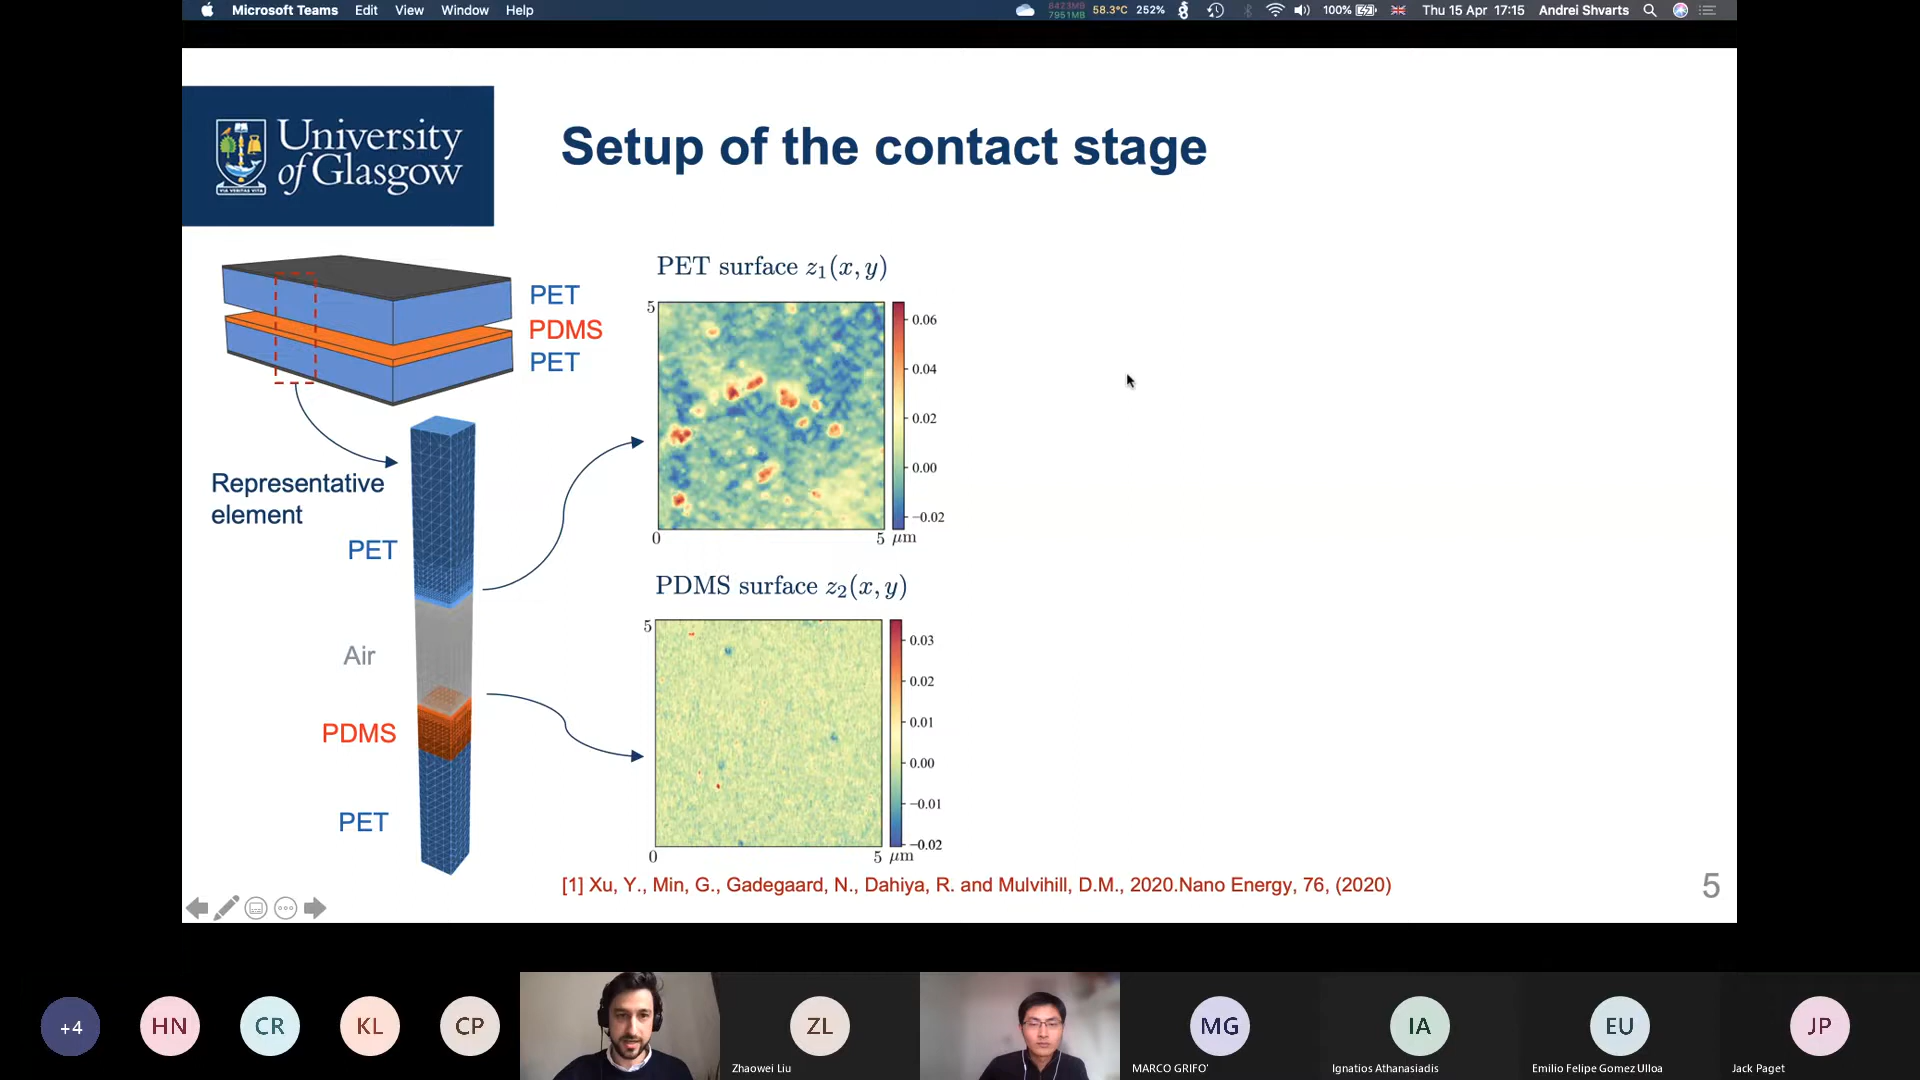 Microsoft Teams Edit View Window Help
6423MB 7951MB 58.3°C 252% 100% Thu 15 Apr 17:15 Andrei Shvarts
University of Glasgow
VIA VERITAS VITA
Setup of the contact stage
PET
PDMS
PET
Representative
element
PET
Air
PDMS
PET
PET surface z₁(x, y)
5
0.06
0.04
0.02
0.00
−0.02
0 5 μm
PDMS surface z₂(x, y)
5
0.03
0.02
0.01
0.00
−0.01
−0.02
0 5 μm
[1] Xu, Y., Min, G., Gadegaard, N., Dahiya, R. and Mulvihill, D.M., 2020.Nano Energy, 76, (2020)
5
+4 HN CR KL CP ZL MG IA EU JP
Zhaowei Liu MARCO GRIFO' Ignatios Athanasiadis Emilio Felipe Gomez Ulloa Jack Paget